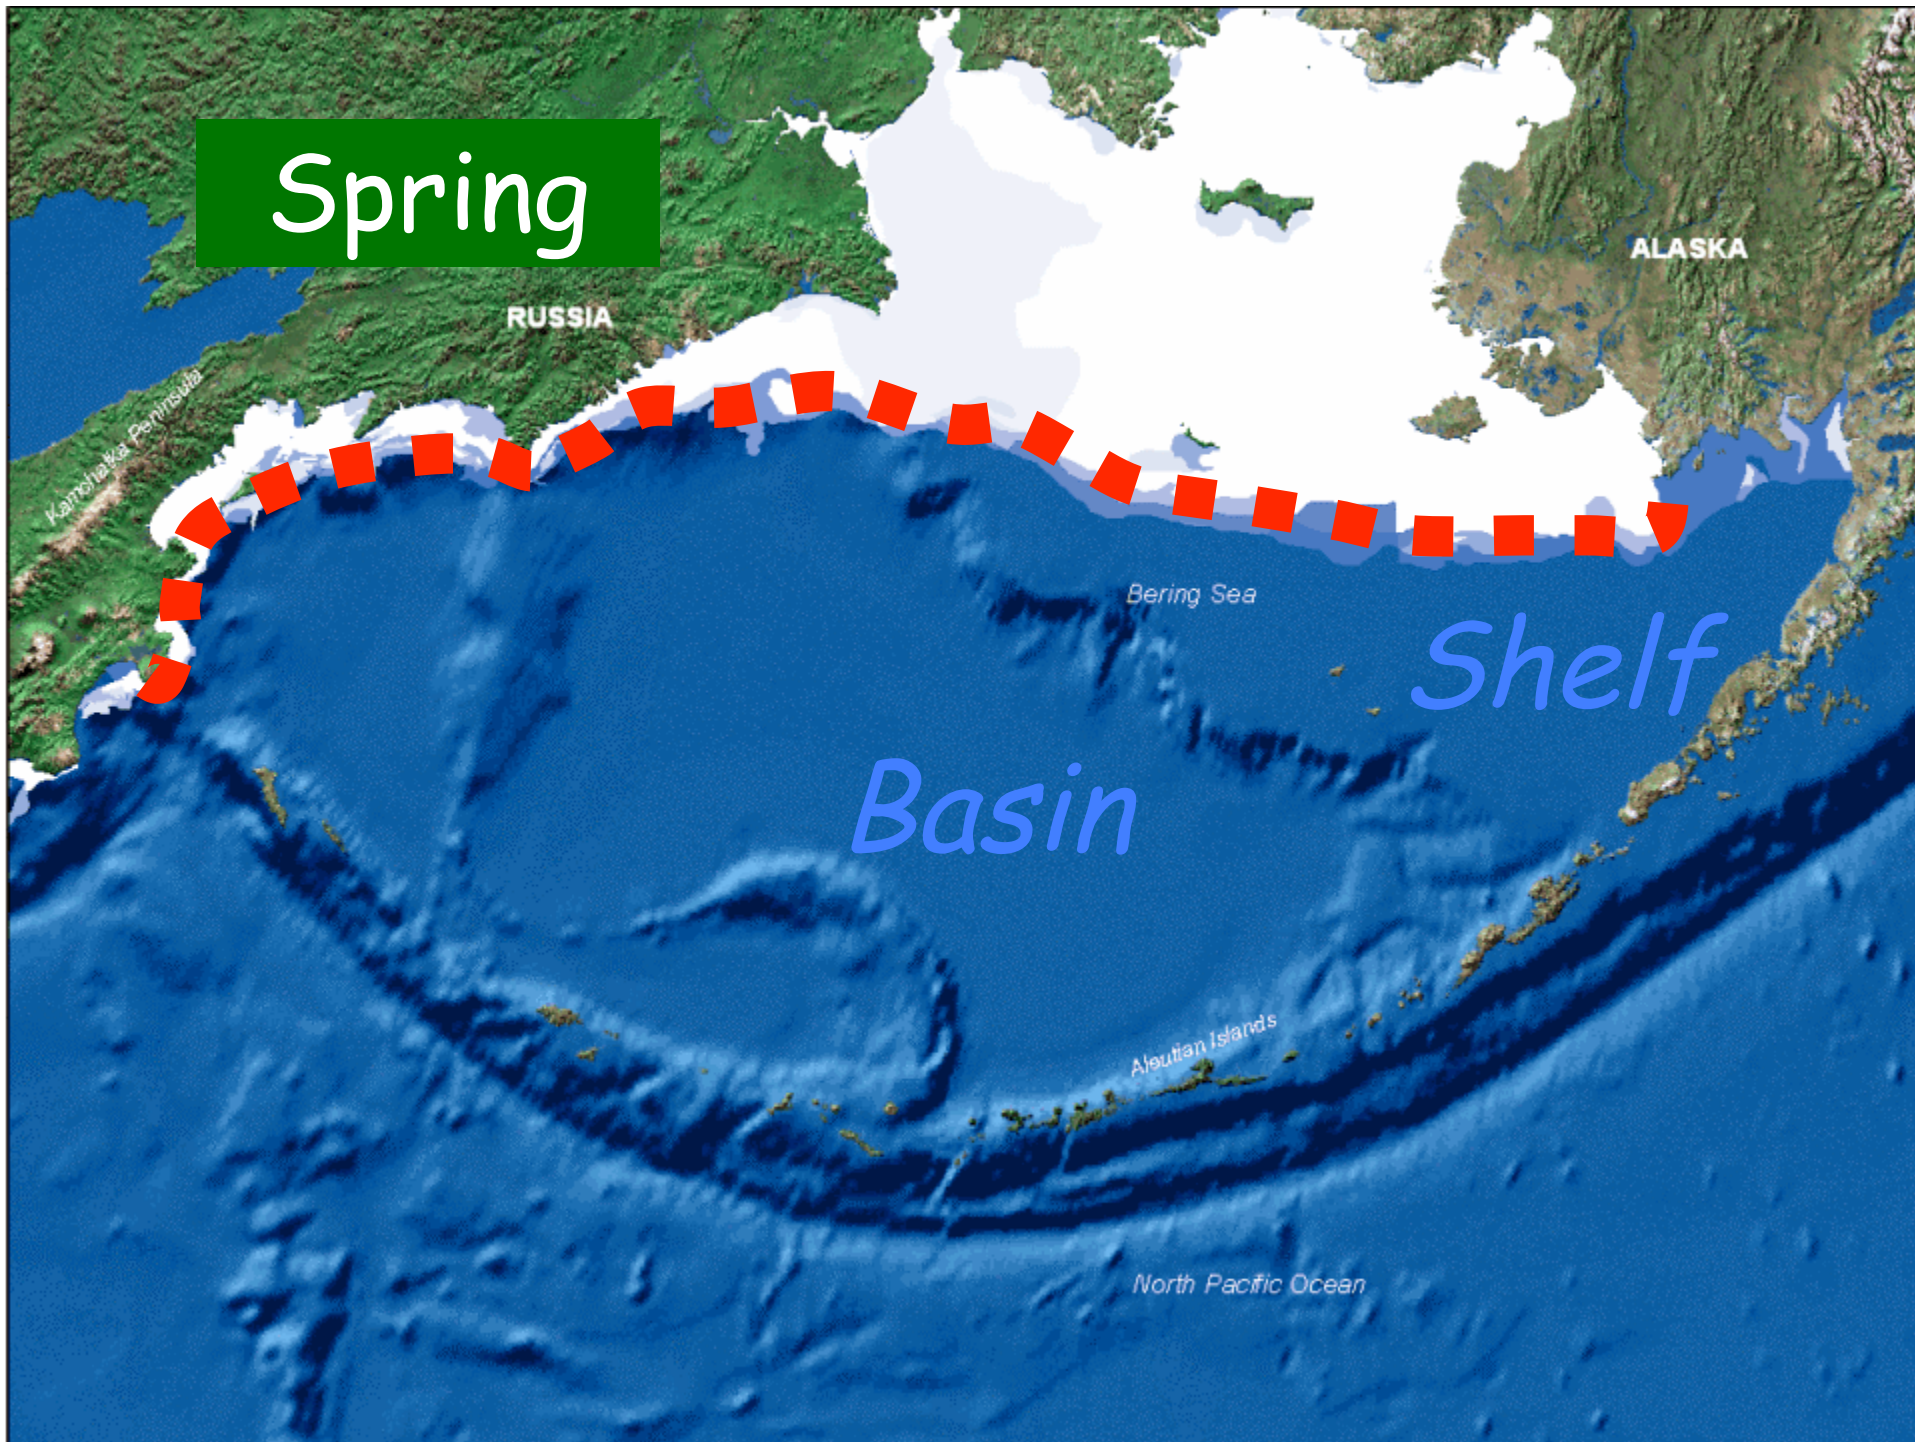 Spring
ALASKA
RUSSIA
Kamchatka Peninsula
Bering Sea
Shelf
Basin
Aleutian Islands
North Pacific Ocean